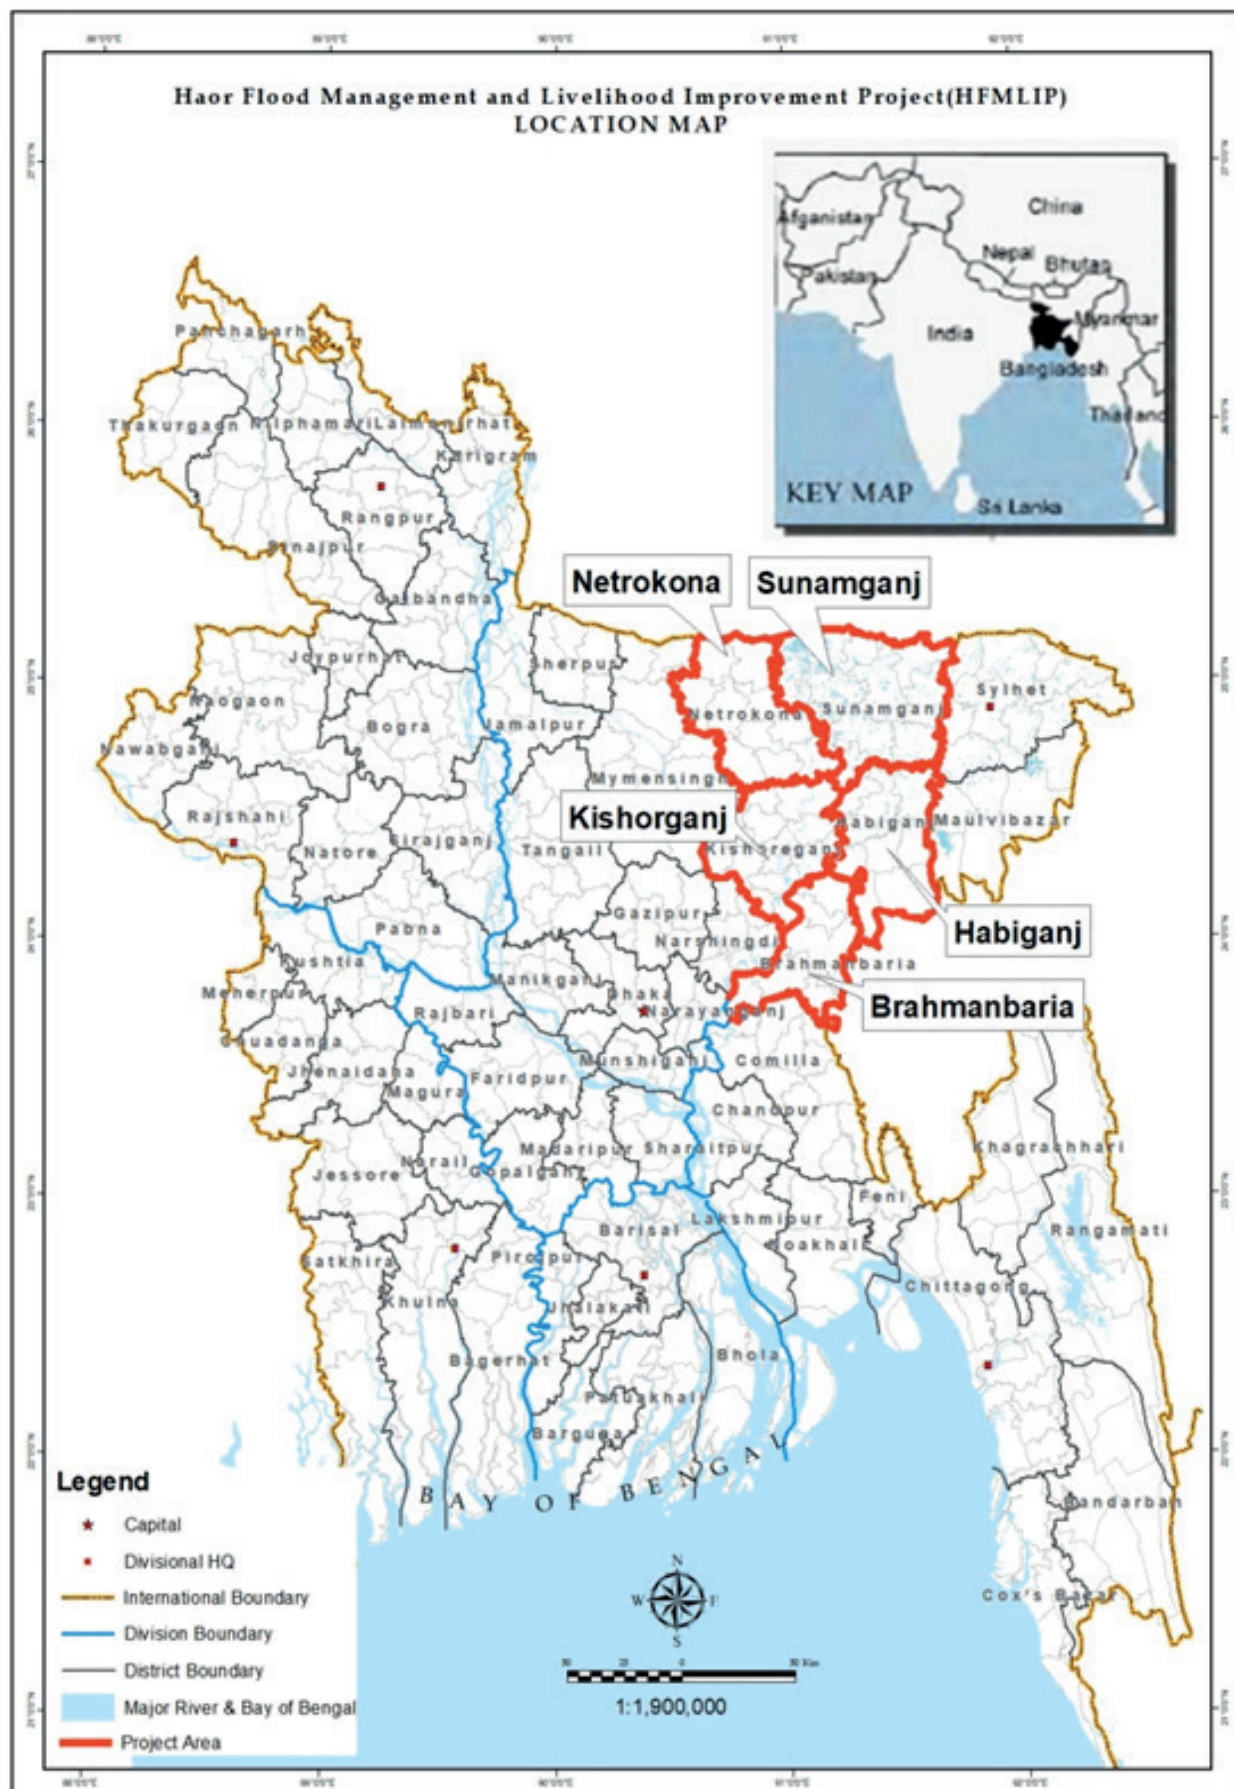 Haor Flood Management and Livelihood Improvement Project(HFMLIP)
LOCATION MAP
Afganistan
China
Nepal
Bhutan
Pakistan
India
Myanmar
Bangladesh
Thailand
KEY MAP
Sri Lanka
Panchagarh
Thakurgaon
Nilphamari
Lalmonirhat
Kurigram
Rangpur
Dinajpur
Gaibandha
Netrokona
Sunamganj
Joypurhat
Sherpur
Sylhet
Naogaon
Netrokona
Sunamganj
Bogra
Jamalpur
Nawabganj
Mymensingh
Rajshahi
Kishorganj
Habiganj
Maulvibazar
Sirajganj
Natore
Tangail
Kishoreganj
Gazipur
Pabna
Narshingdi
Habiganj
Kushtia
Brahmanbaria
Manikganj
Meherpur
Dhaka
Brahmanbaria
Rajbari
Narayanganj
Chuadanga
Munshiganj
Comilla
Jhenaidaha
Faridpur
Magura
Chandpur
Madaripur
Shariatpur
Khagrachhari
Narail
Gopalganj
Jessore
Feni
Lakshmipur
Barisal
Rangamati
Noakhali
Satkhira
Pirojpur
Chittagong
Khulna
Jhalakati
Bhola
Bagerhat
Patuakhali
Barguna
BAY OF BENGAL
Bandarban
Cox's Bazar
Legend
Capital
Divisional HQ
International Boundary
Division Boundary
District Boundary
Major River & Bay of Bengal
Project Area
N
W E
S
0
1:1,900,000